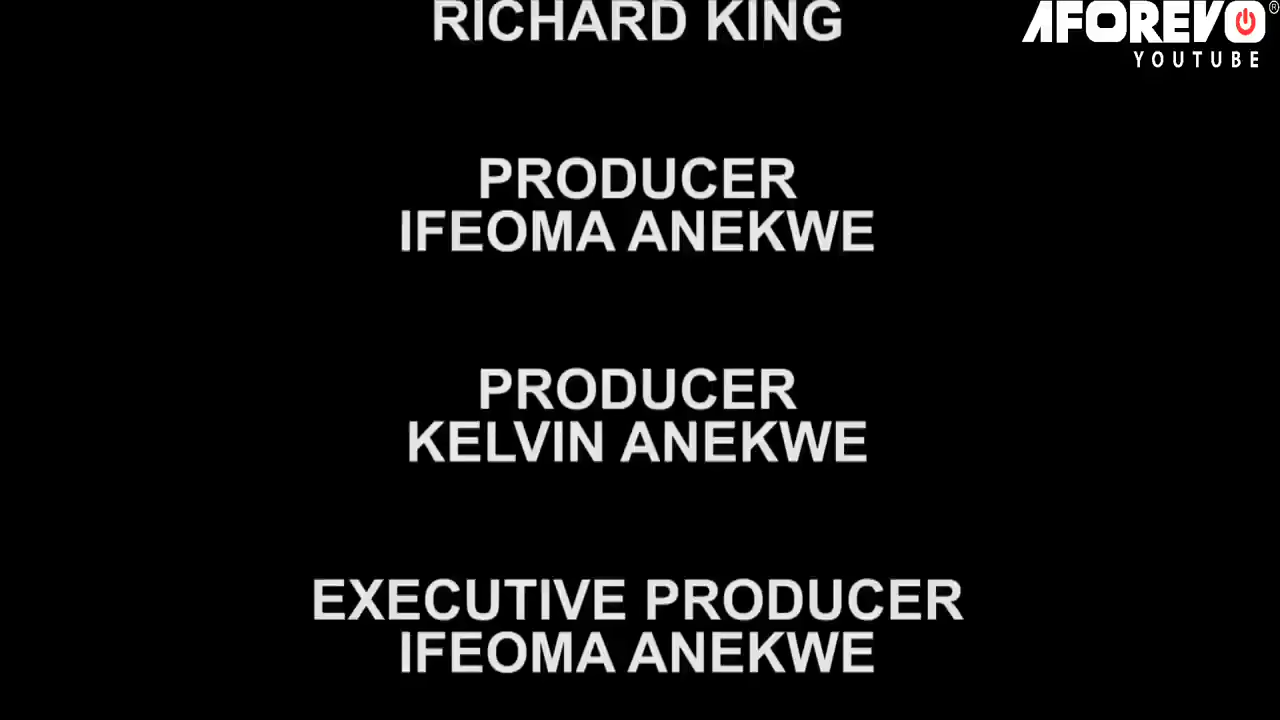 RICHARD KING
AFOREVO®
YOUTUBE
PRODUCER
IFEOMA ANEKWE
PRODUCER
KELVIN ANEKWE
EXECUTIVE PRODUCER
IFEOMA ANEKWE